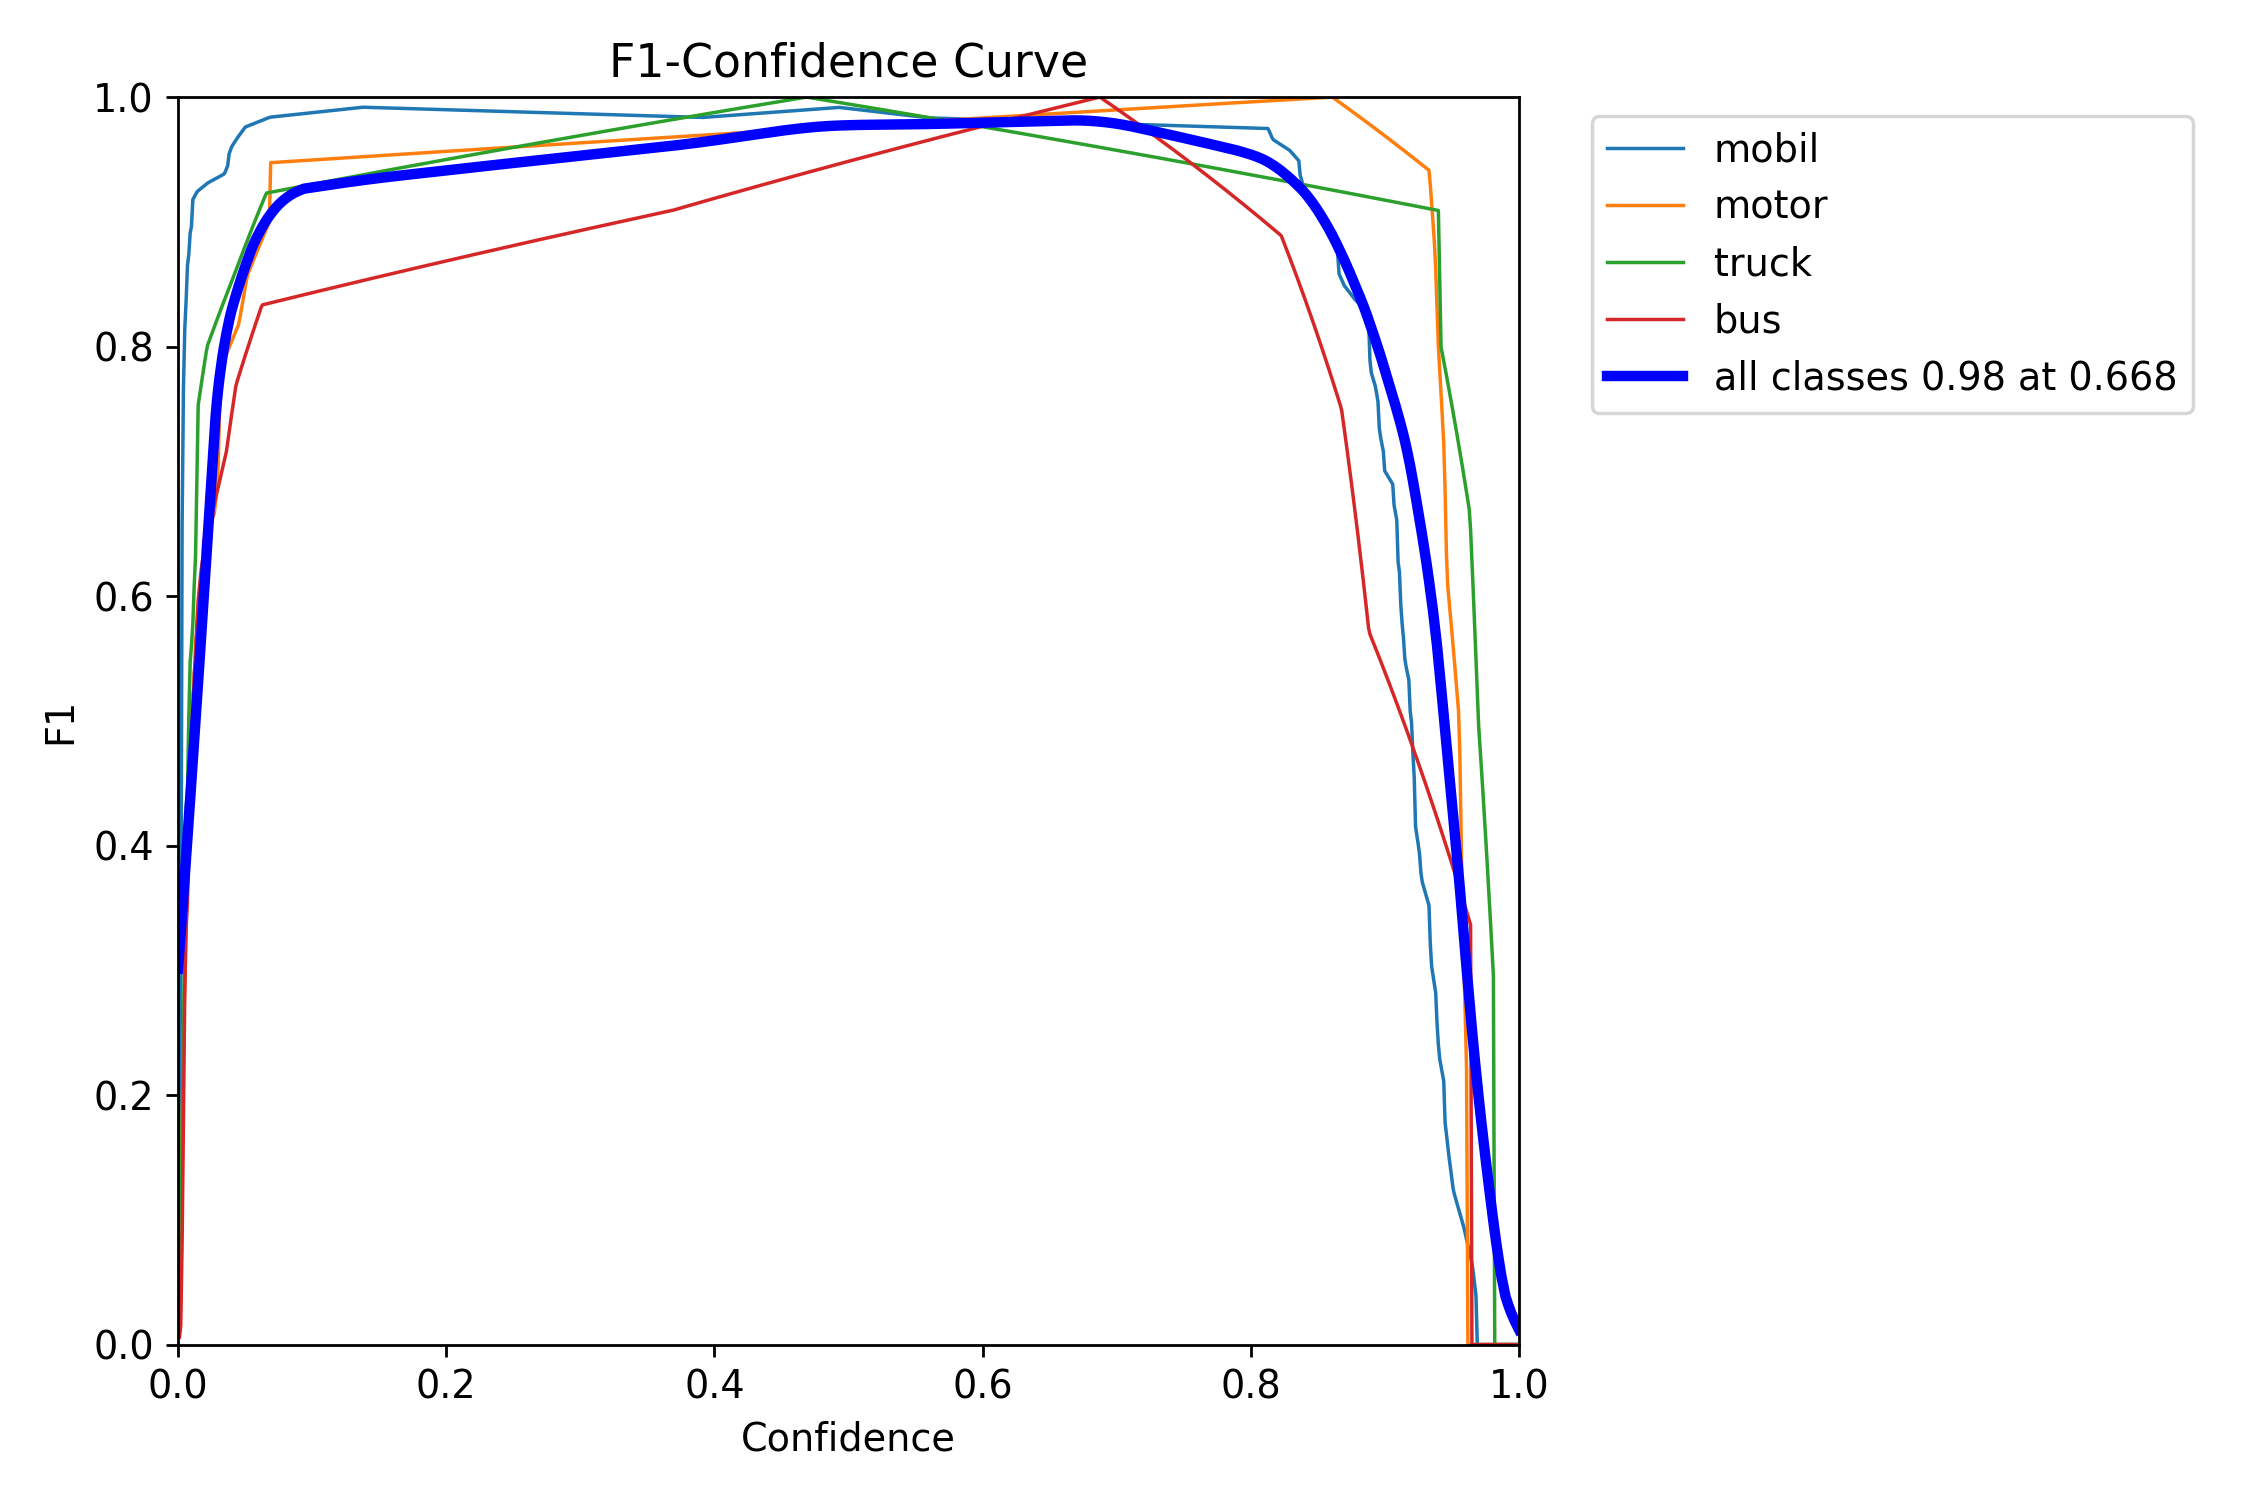 F1-Confidence Curve
1.0
0.8
0.6
0.4
0.2
0.0
F1
0.0 0.2 0.4 0.6 0.8 1.0
Confidence
mobil
motor
truck
bus
all classes 0.98 at 0.668